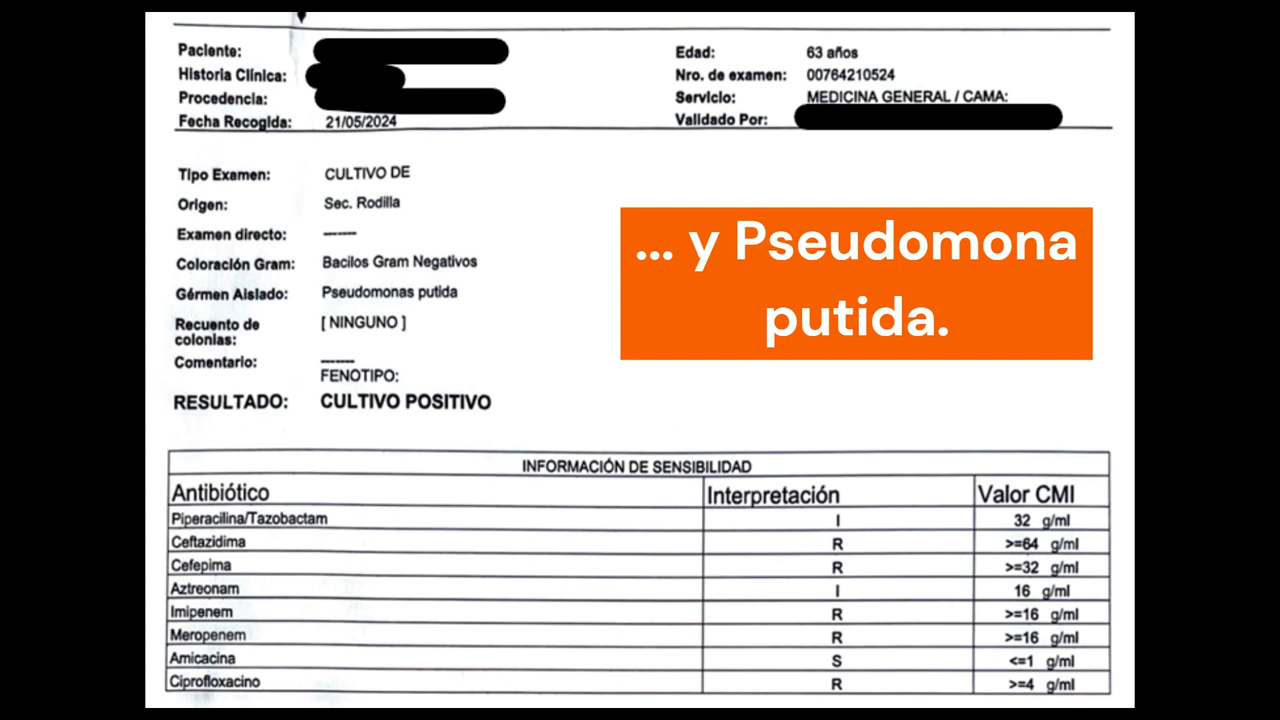 Paciente:
Historia Clínica:
Procedencia:
Fecha Recogida: 21/05/2024
Edad: 63 años
Nro. de examen: 00764210524
Servicio: MEDICINA GENERAL / CAMA:
Validado Por:
Tipo Examen: CULTIVO DE
Origen: Sec. Rodilla
Examen directo: -------
Coloración Gram: Bacilos Gram Negativos
Gérmen Aislado: Pseudomonas putida
Recuento de
colonias: [ NINGUNO ]
Comentario: -------
FENOTIPO:
RESULTADO: CULTIVO POSITIVO
... y Pseudomona
putida.
INFORMACIÓN DE SENSIBILIDAD
Antibiótico Interpretación Valor CMI
Piperacilina/Tazobactam I 32 g/ml
Ceftazidima R >=64 g/ml
Cefepima R >=32 g/ml
Aztreonam I 16 g/ml
Imipenem R >=16 g/ml
Meropenem R >=16 g/ml
Amicacina S <=1 g/ml
Ciprofloxacino R >=4 g/ml